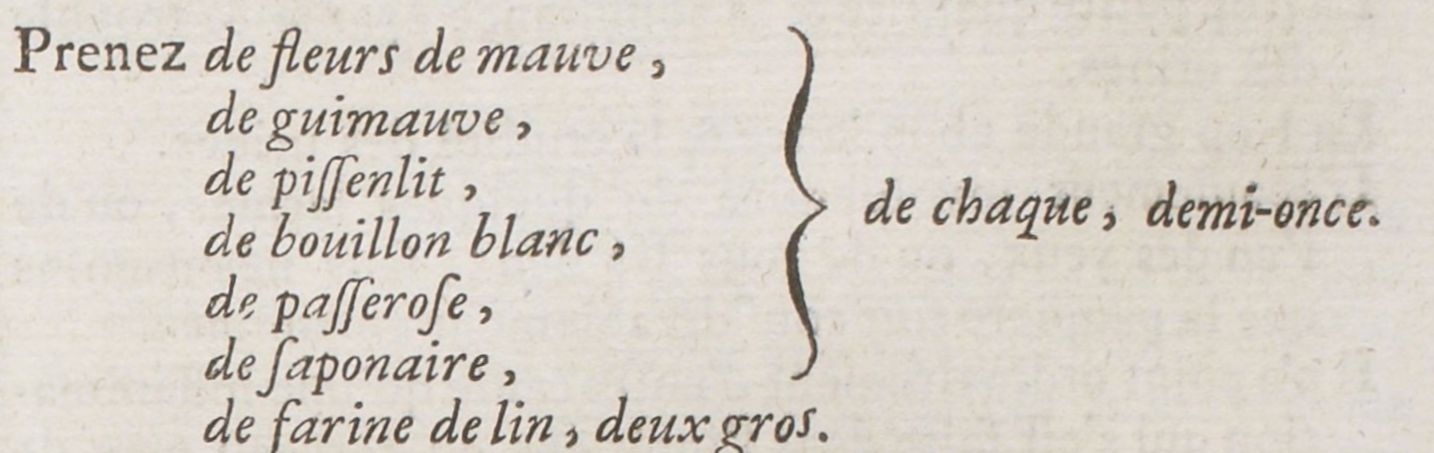 Prenez de fleurs de mauve,
de guimauve,
de piſſenlit,
de bouillon blanc,
de paſſeroſe,
de ſaponaire,
de chaque, demi-once.
de farine de lin, deux gros.